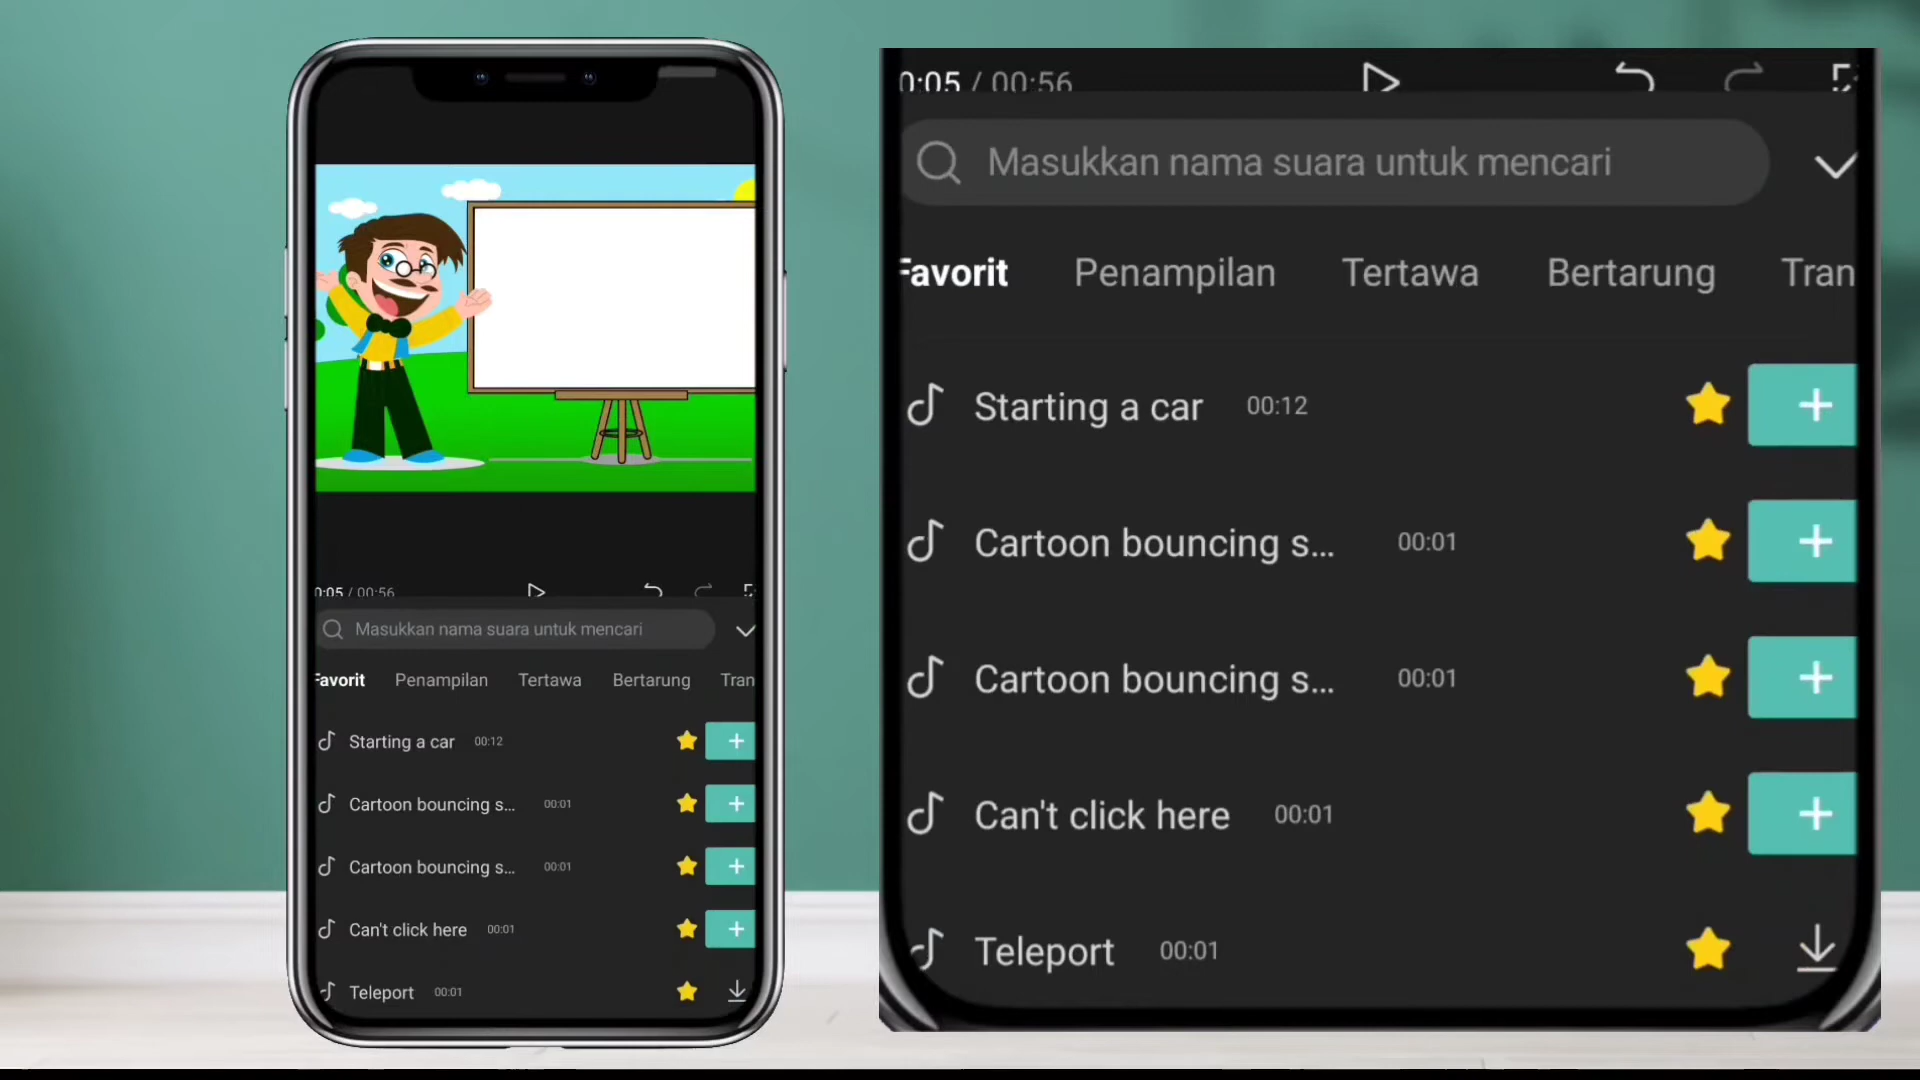 0:05 / 00:56
Masukkan nama suara untuk mencari
Favorit Penampilan Tertawa Bertarung Tran
Starting a car 00:12
Cartoon bouncing s... 00:01
Cartoon bouncing s... 00:01
Can't click here 00:01
Teleport 00:01
0:05 / 00:56
Masukkan nama suara untuk mencari
Favorit Penampilan Tertawa Bertarung Tran
Starting a car 00:12
Cartoon bouncing s... 00:01
Cartoon bouncing s... 00:01
Can't click here 00:01
Teleport 00:01